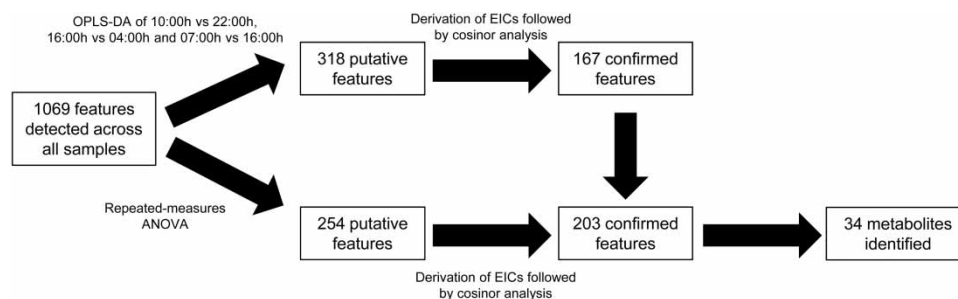 OPLS-DA of 10:00h vs 22:00h,
16:00h vs 04:00h and 07:00h vs 16:00h
Derivation of EICs followed
by cosinor analysis
318 putative
features
167 confirmed
features
1069 features
detected across
all samples
Repeated-measures
ANOVA
254 putative
features
203 confirmed
features
34 metabolites
identified
Derivation of EICs followed
by cosinor analysis